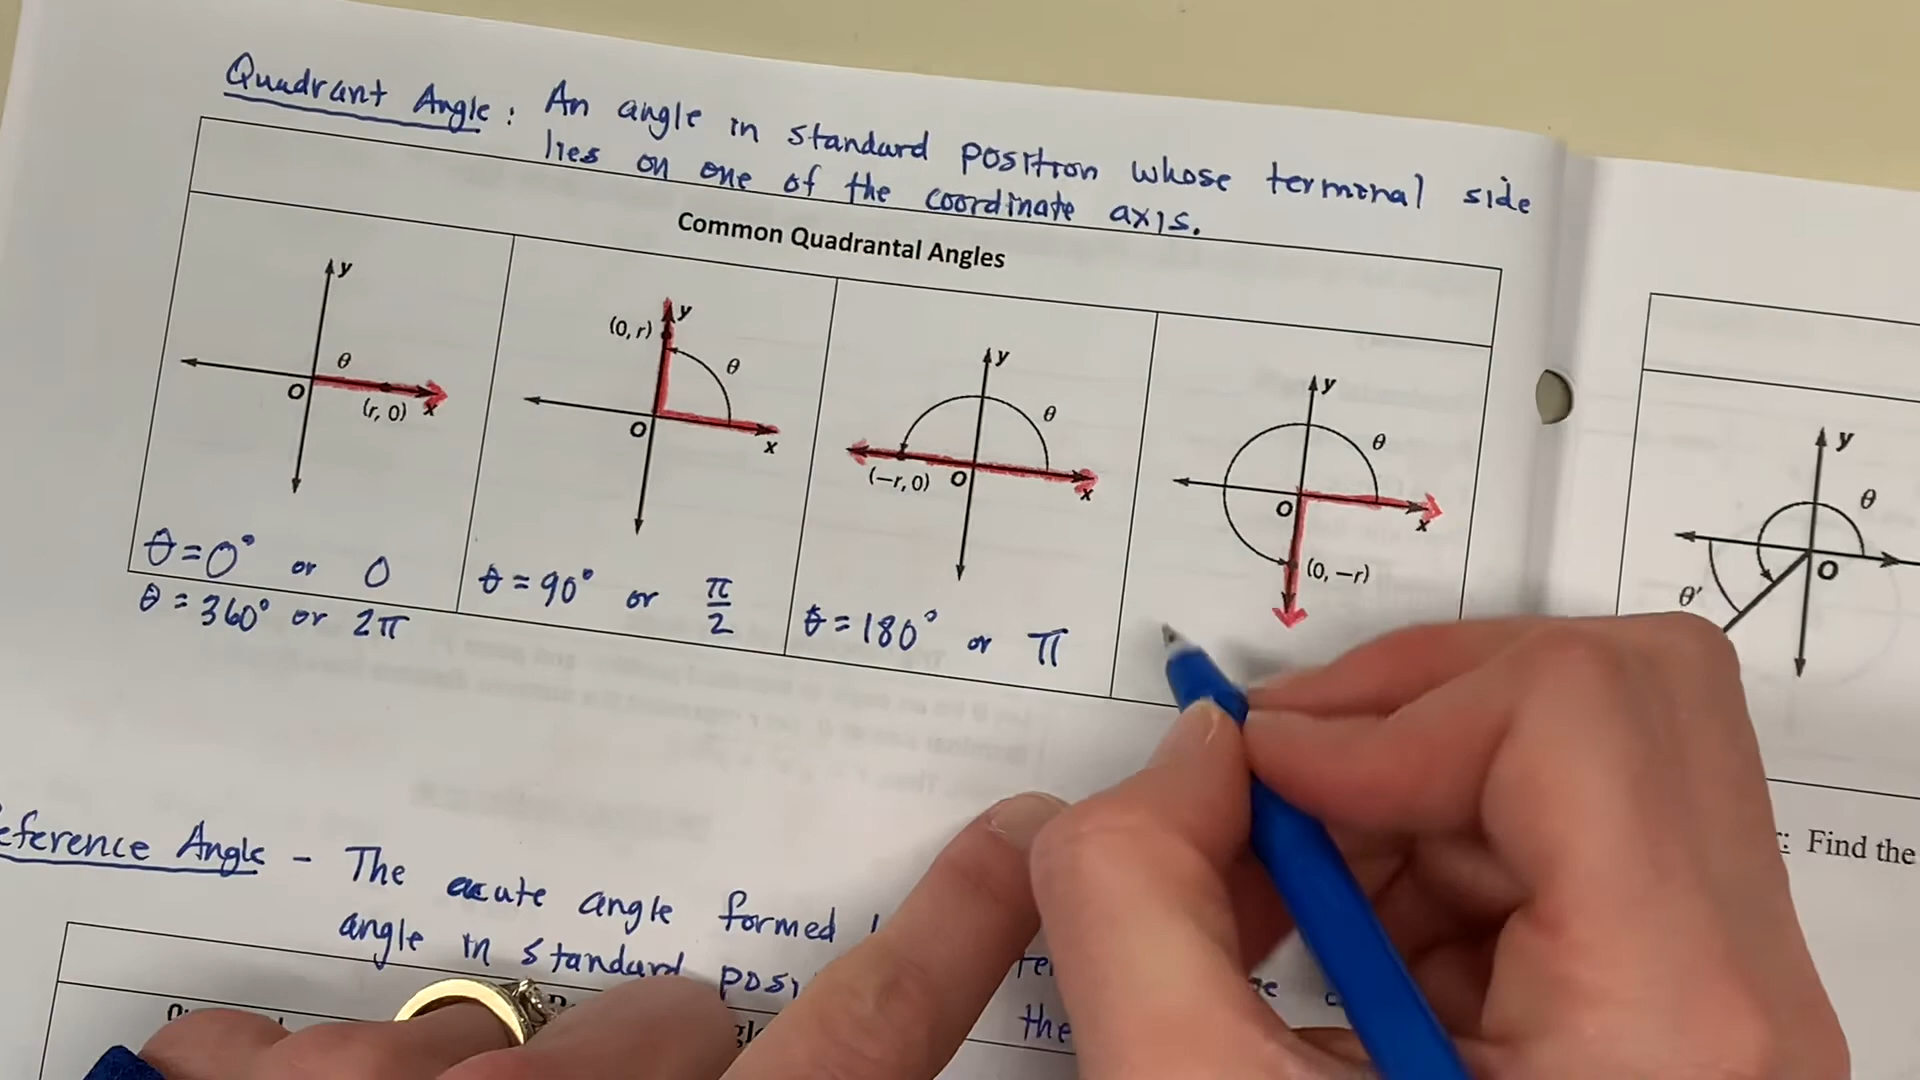 Quadrant Angle: An angle in standard position whose terminal side
lies on one of the coordinate axis.
Common Quadrantal Angles
y
θ
O
(r, 0)
x
θ = 0° or 0
θ = 360° or 2π
(0, r)
y
θ
O
x
θ = 90° or π/2
y
θ
(−r, 0)
O
x
θ = 180° or π
y
θ
O
x
(0, −r)
y
θ
O
θ'
: Find the
eference Angle - The acute angle formed
angle in standard
the